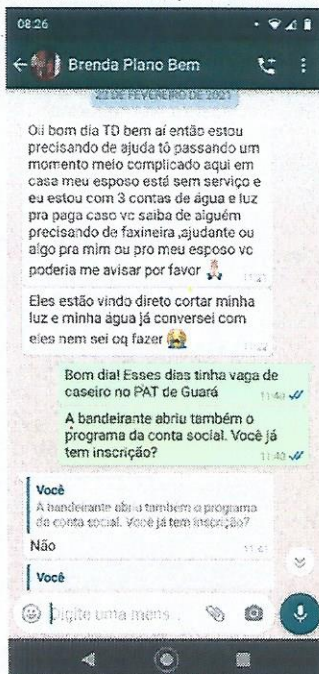 08:26
Brenda Plano Bem
22 DE FEVEREIRO DE 2021
Oii bom dia TD bem aí então estou
precisando de ajuda tô passando um
momento meio complicado aqui em
casa meu esposo está sem serviço e
eu estou com 3 contas de água e luz
pra paga caso vc saiba de alguém
precisando de faxineira ,ajudante ou
algo pra mim ou pro meu esposo vc
poderia me avisar por favor
Eles estão vindo direto cortar minha
luz e minha água já conversei com
eles nem sei oq fazer
Bom dia! Esses dias tinha vaga de
caseiro no PAT de Guará
11:40
A bandeirante abriu também o
programa da conta social. Você já
tem inscrição?
11:40
Você
A bandeirante abriu também o programa
da conta social. Você já tem inscrição?
Não
11:41
Você
Digite uma mens...